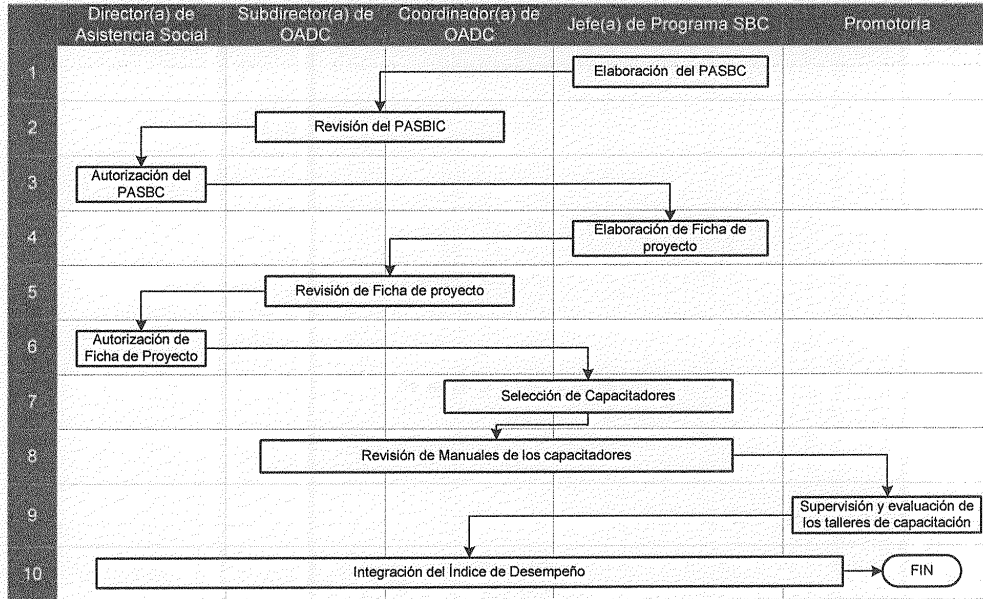 Director(a) de
Asistencia Social
Subdirector(a) de
OADC
Coordinador(a) de
OADC
Jefe(a) de Programa SBC
Promotoría
1
Elaboración del PASBC
2
Revisión del PASBIC
3
Autorización del
PASBC
4
Elaboración de Ficha de
proyecto
5
Revisión de Ficha de proyecto
6
Autorización de
Ficha de Proyecto
7
Selección de Capacitadores
8
Revisión de Manuales de los capacitadores
9
Supervisión y evaluación de
los talleres de capacitación
10
Integración del Índice de Desempeño
FIN